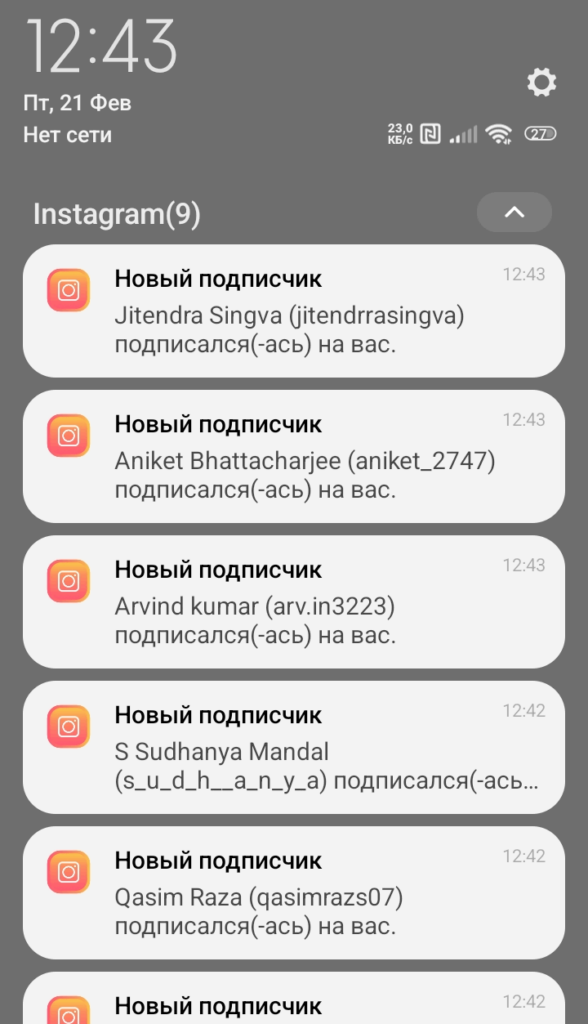 12:43
Пт, 21 Фев
Нет сети
23,0
КБ/с
27
Instagram(9)
Новый подписчик
12:43
Jitendra Singva (jitendrrasingva)
подписался(-ась) на вас.
Новый подписчик
12:43
Aniket Bhattacharjee (aniket_2747)
подписался(-ась) на вас.
Новый подписчик
12:43
Arvind kumar (arv.in3223)
подписался(-ась) на вас.
Новый подписчик
12:42
S Sudhanya Mandal
(s_u_d_h__a_n_y_a) подписался(-ась...
Новый подписчик
12:42
Qasim Raza (qasimrazs07)
подписался(-ась) на вас.
Новый подписчик
12:42